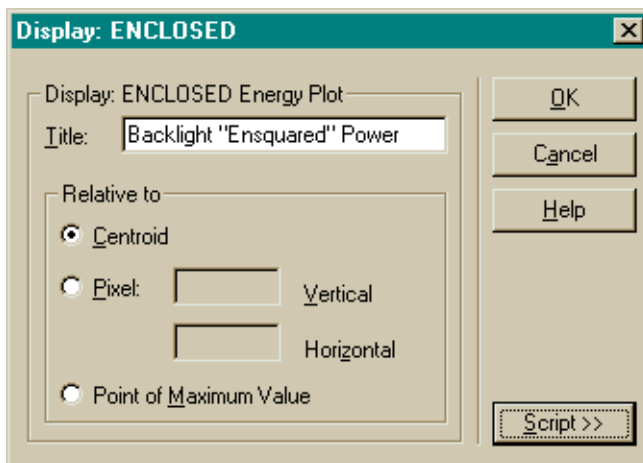 Display: ENCLOSED
Display: ENCLOSED Energy Plot
Title: Backlight "Ensquared" Power
Relative to
Centroid
Pixel: Vertical
Horizontal
Point of Maximum Value
OK
Cancel
Help
Script >>